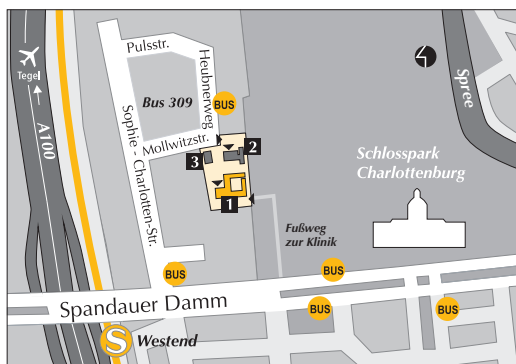 Pulsstr.
Heubnerweg
Tegel
A100
Bus 309
BUS
Spree
Sophie - Charlotten-Str.
Mollwitzstr.
2
3
1
Schlosspark
Charlottenburg
Fußweg
zur Klinik
BUS
BUS
Spandauer Damm
BUS
BUS
S
Westend